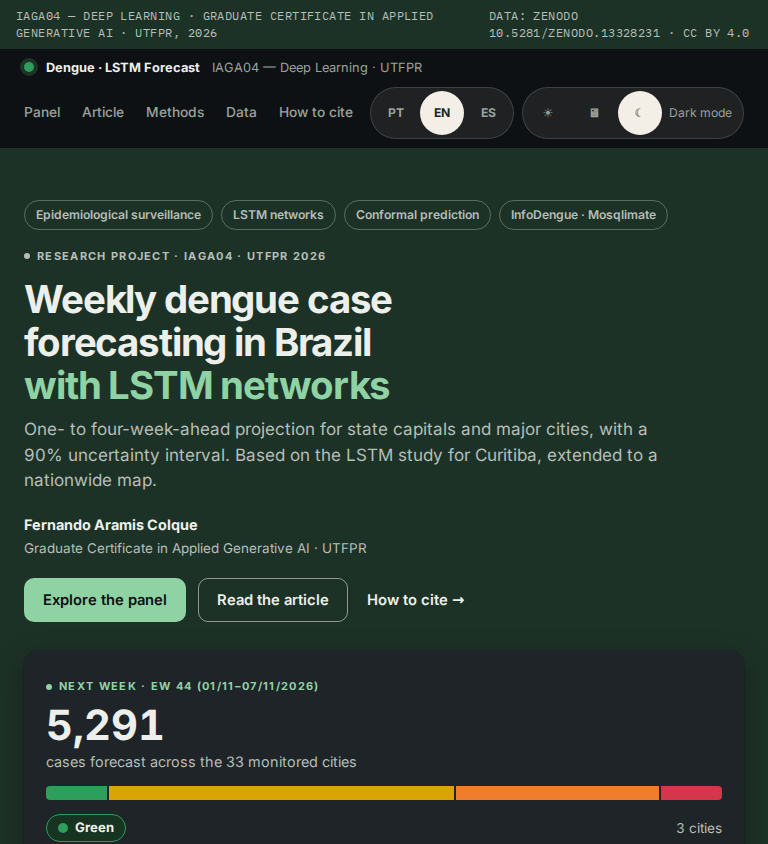 IAGA04 — DEEP LEARNING · GRADUATE CERTIFICATE IN APPLIED
GENERATIVE AI · UTFPR, 2026
DATA: ZENODO
10.5281/ZENODO.13328231 · CC BY 4.0
Dengue · LSTM Forecast IAGA04 — Deep Learning · UTFPR
Panel Article Methods Data How to cite PT EN ES ☀ 🖥 ☾ Dark mode
Epidemiological surveillance LSTM networks Conformal prediction InfoDengue · Mosqlimate
RESEARCH PROJECT · IAGA04 · UTFPR 2026
Weekly dengue case
forecasting in Brazil
with LSTM networks
One- to four-week-ahead projection for state capitals and major cities, with a
90% uncertainty interval. Based on the LSTM study for Curitiba, extended to a
nationwide map.
Fernando Aramis Colque
Graduate Certificate in Applied Generative AI · UTFPR
Explore the panel Read the article How to cite →
NEXT WEEK · EW 44 (01/11–07/11/2026)
5,291
cases forecast across the 33 monitored cities
Green 3 cities